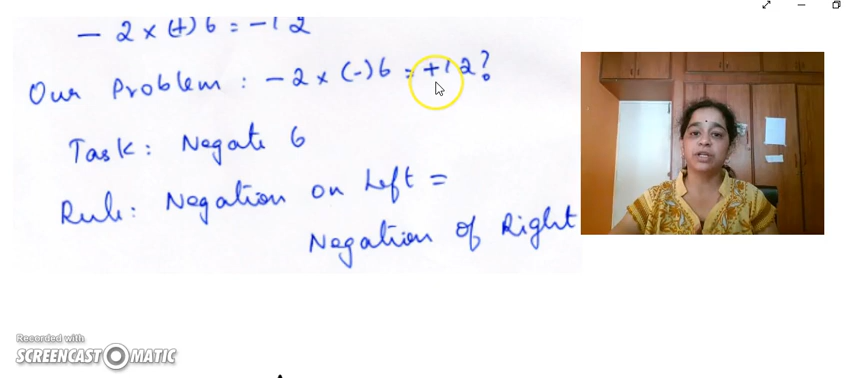 - 2 x (+) 6 = -12
Our Problem : -2 x (-) 6 = +12?
Task : Negate 6
Rule: Negation on Left =
Negation of Right
Recorded with
SCREENCAST MATIC